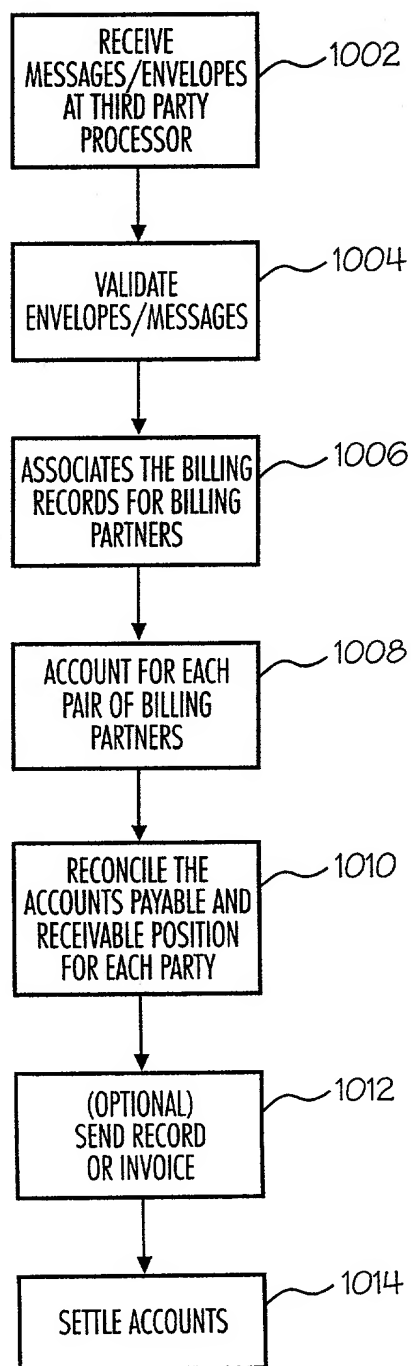 RECEIVE
MESSAGES/ENVELOPES
AT THIRD PARTY
PROCESSOR
1002
VALIDATE
ENVELOPES/MESSAGES
1004
ASSOCIATES THE BILLING
RECORDS FOR BILLING
PARTNERS
1006
ACCOUNT FOR EACH
PAIR OF BILLING
PARTNERS
1008
RECONCILE THE
ACCOUNTS PAYABLE AND
RECEIVABLE POSITION
FOR EACH PARTY
1010
(OPTIONAL)
SEND RECORD
OR INVOICE
1012
SETTLE ACCOUNTS
1014